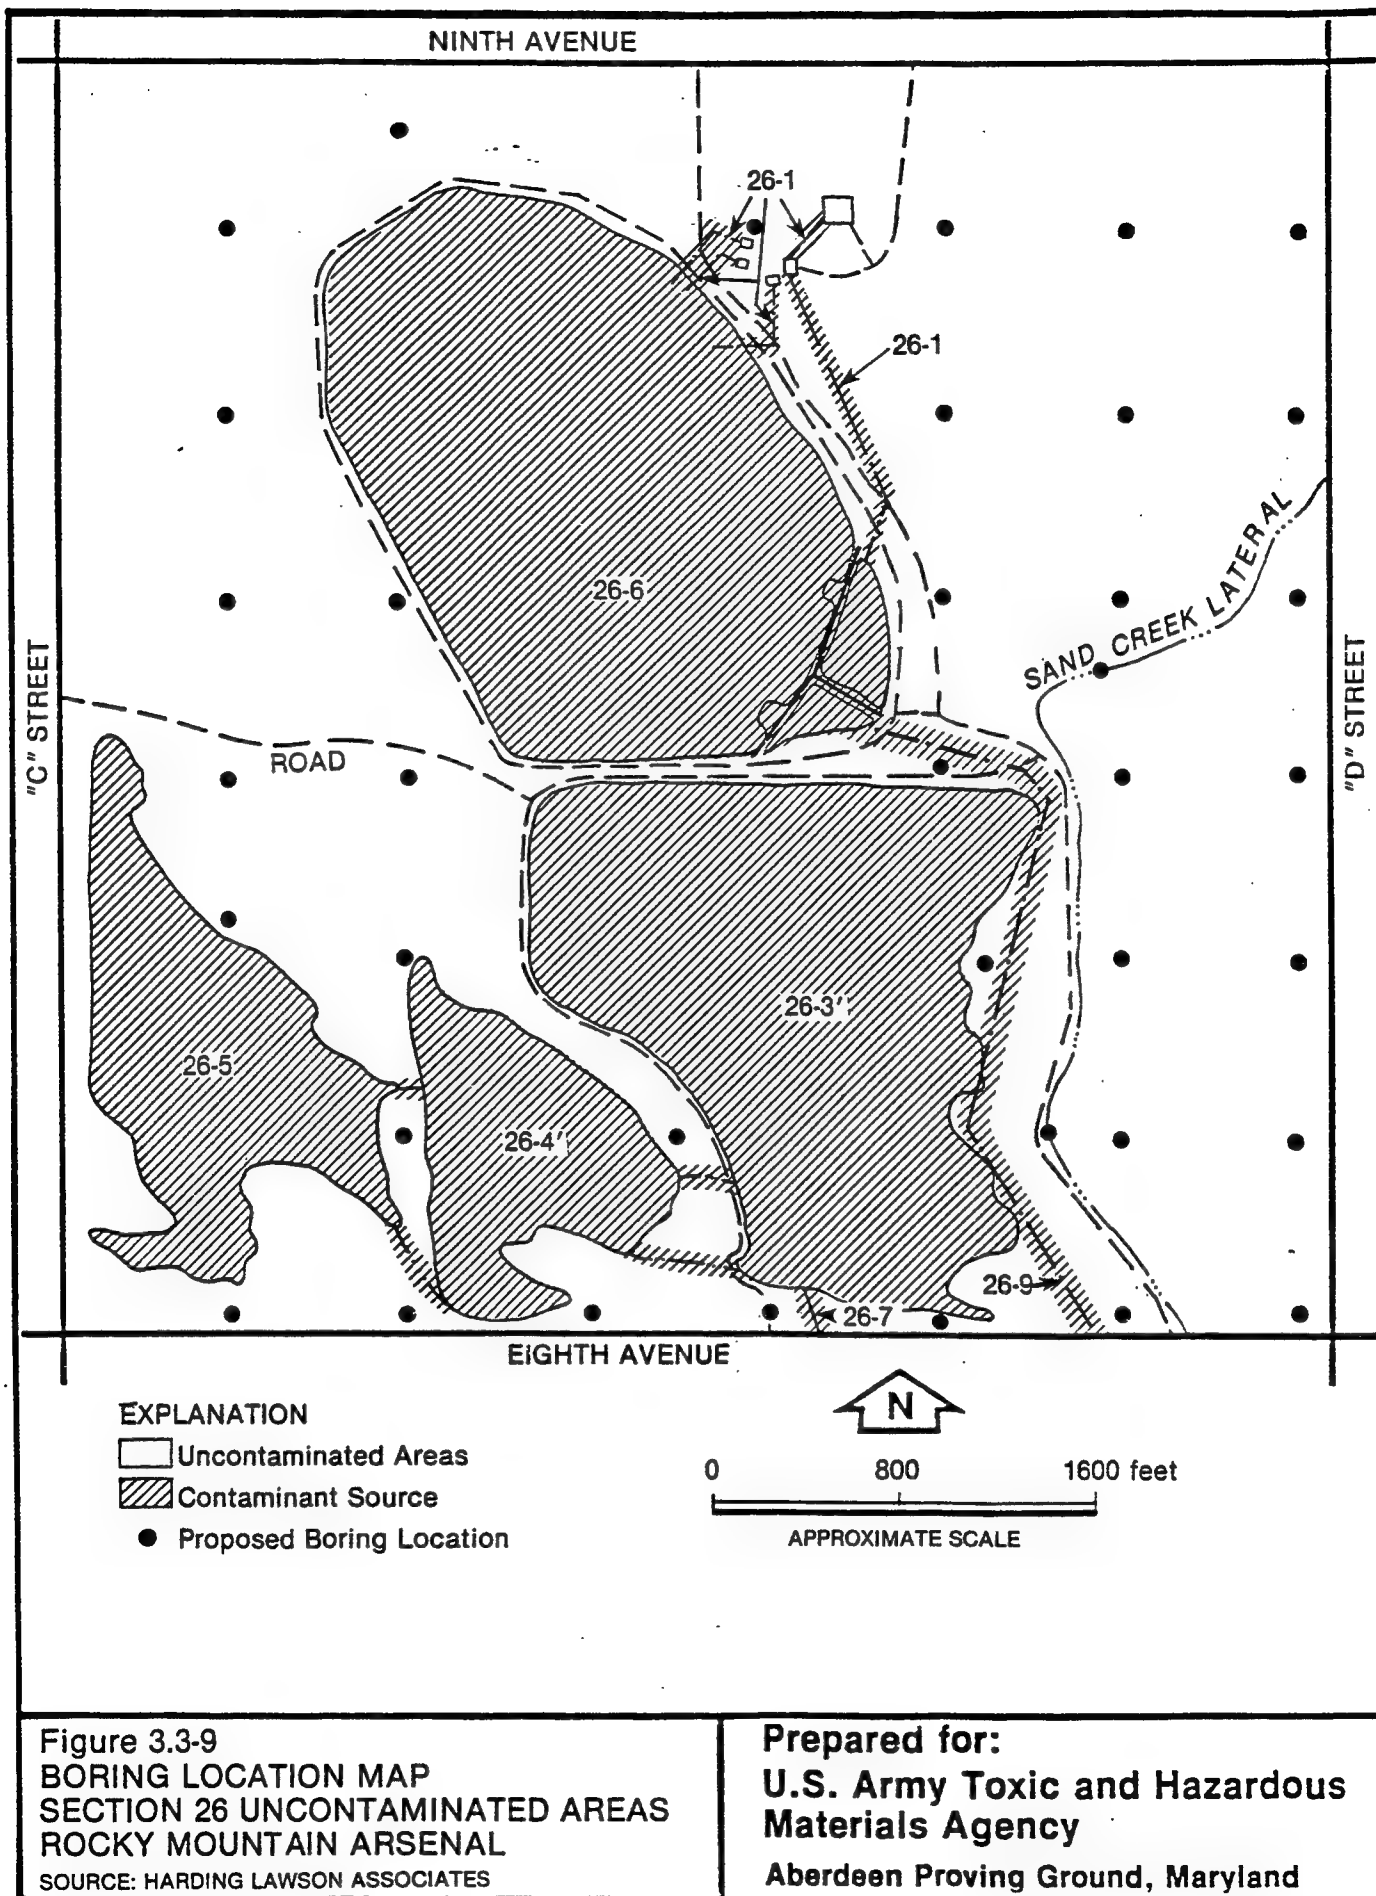 NINTH AVENUE
26-1
26-1
26-6
SAND CREEK LATERAL
"C" STREET
"D" STREET
ROAD
26-3'
26-5
26-4'
26-9
26-7
EIGHTH AVENUE
N
EXPLANATION
Uncontaminated Areas
Contaminant Source
Proposed Boring Location
0 800 1600 feet
APPROXIMATE SCALE
Figure 3.3-9
BORING LOCATION MAP
SECTION 26 UNCONTAMINATED AREAS
ROCKY MOUNTAIN ARSENAL
SOURCE: HARDING LAWSON ASSOCIATES
Prepared for:
U.S. Army Toxic and Hazardous
Materials Agency
Aberdeen Proving Ground, Maryland